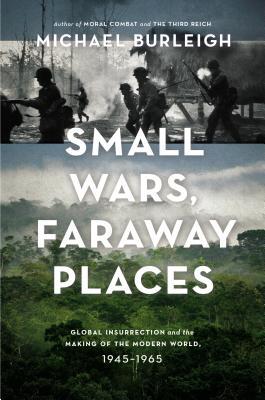 Author of MORAL COMBAT and THE THIRD REICH
MICHAEL BURLEIGH
SMALL
WARS,
FARAWAY
PLACES
GLOBAL INSURRECTION and the
MAKING OF THE MODERN WORLD,
1945–1965